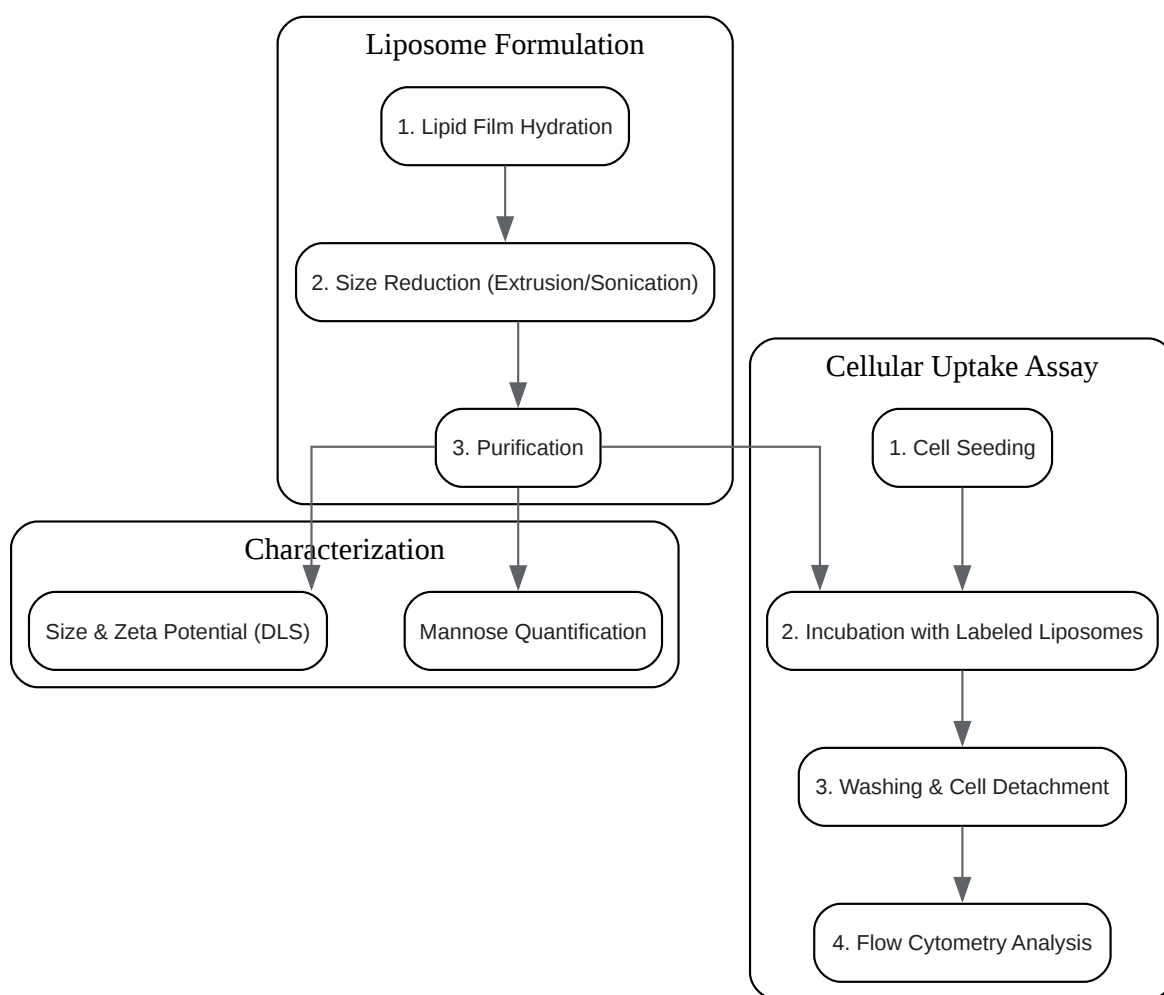 Liposome Formulation
1. Lipid Film Hydration
2. Size Reduction (Extrusion/Sonication)
3. Purification
Characterization
Size & Zeta Potential (DLS)
Mannose Quantification
Cellular Uptake Assay
1. Cell Seeding
2. Incubation with Labeled Liposomes
3. Washing & Cell Detachment
4. Flow Cytometry Analysis